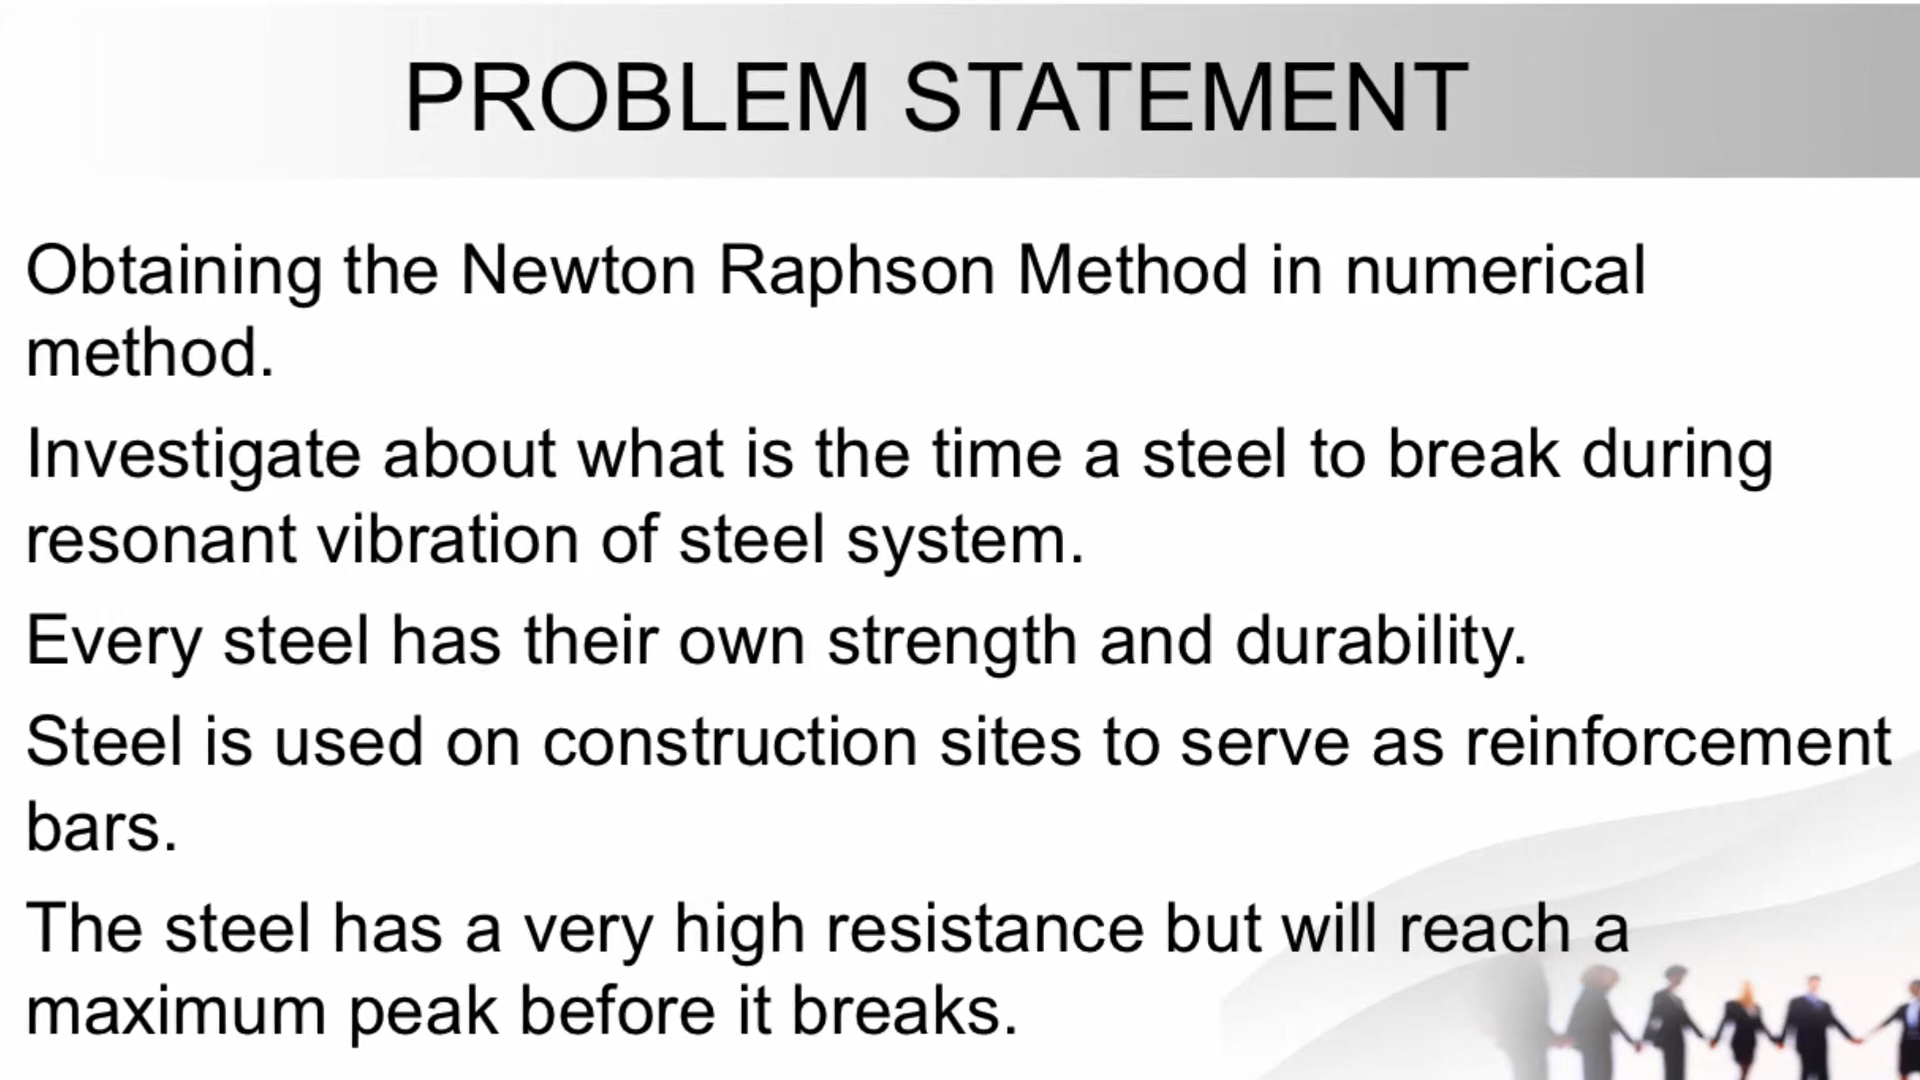 PROBLEM STATEMENT
Obtaining the Newton Raphson Method in numerical
method.
Investigate about what is the time a steel to break during
resonant vibration of steel system.
Every steel has their own strength and durability.
Steel is used on construction sites to serve as reinforcement
bars.
The steel has a very high resistance but will reach a
maximum peak before it breaks.